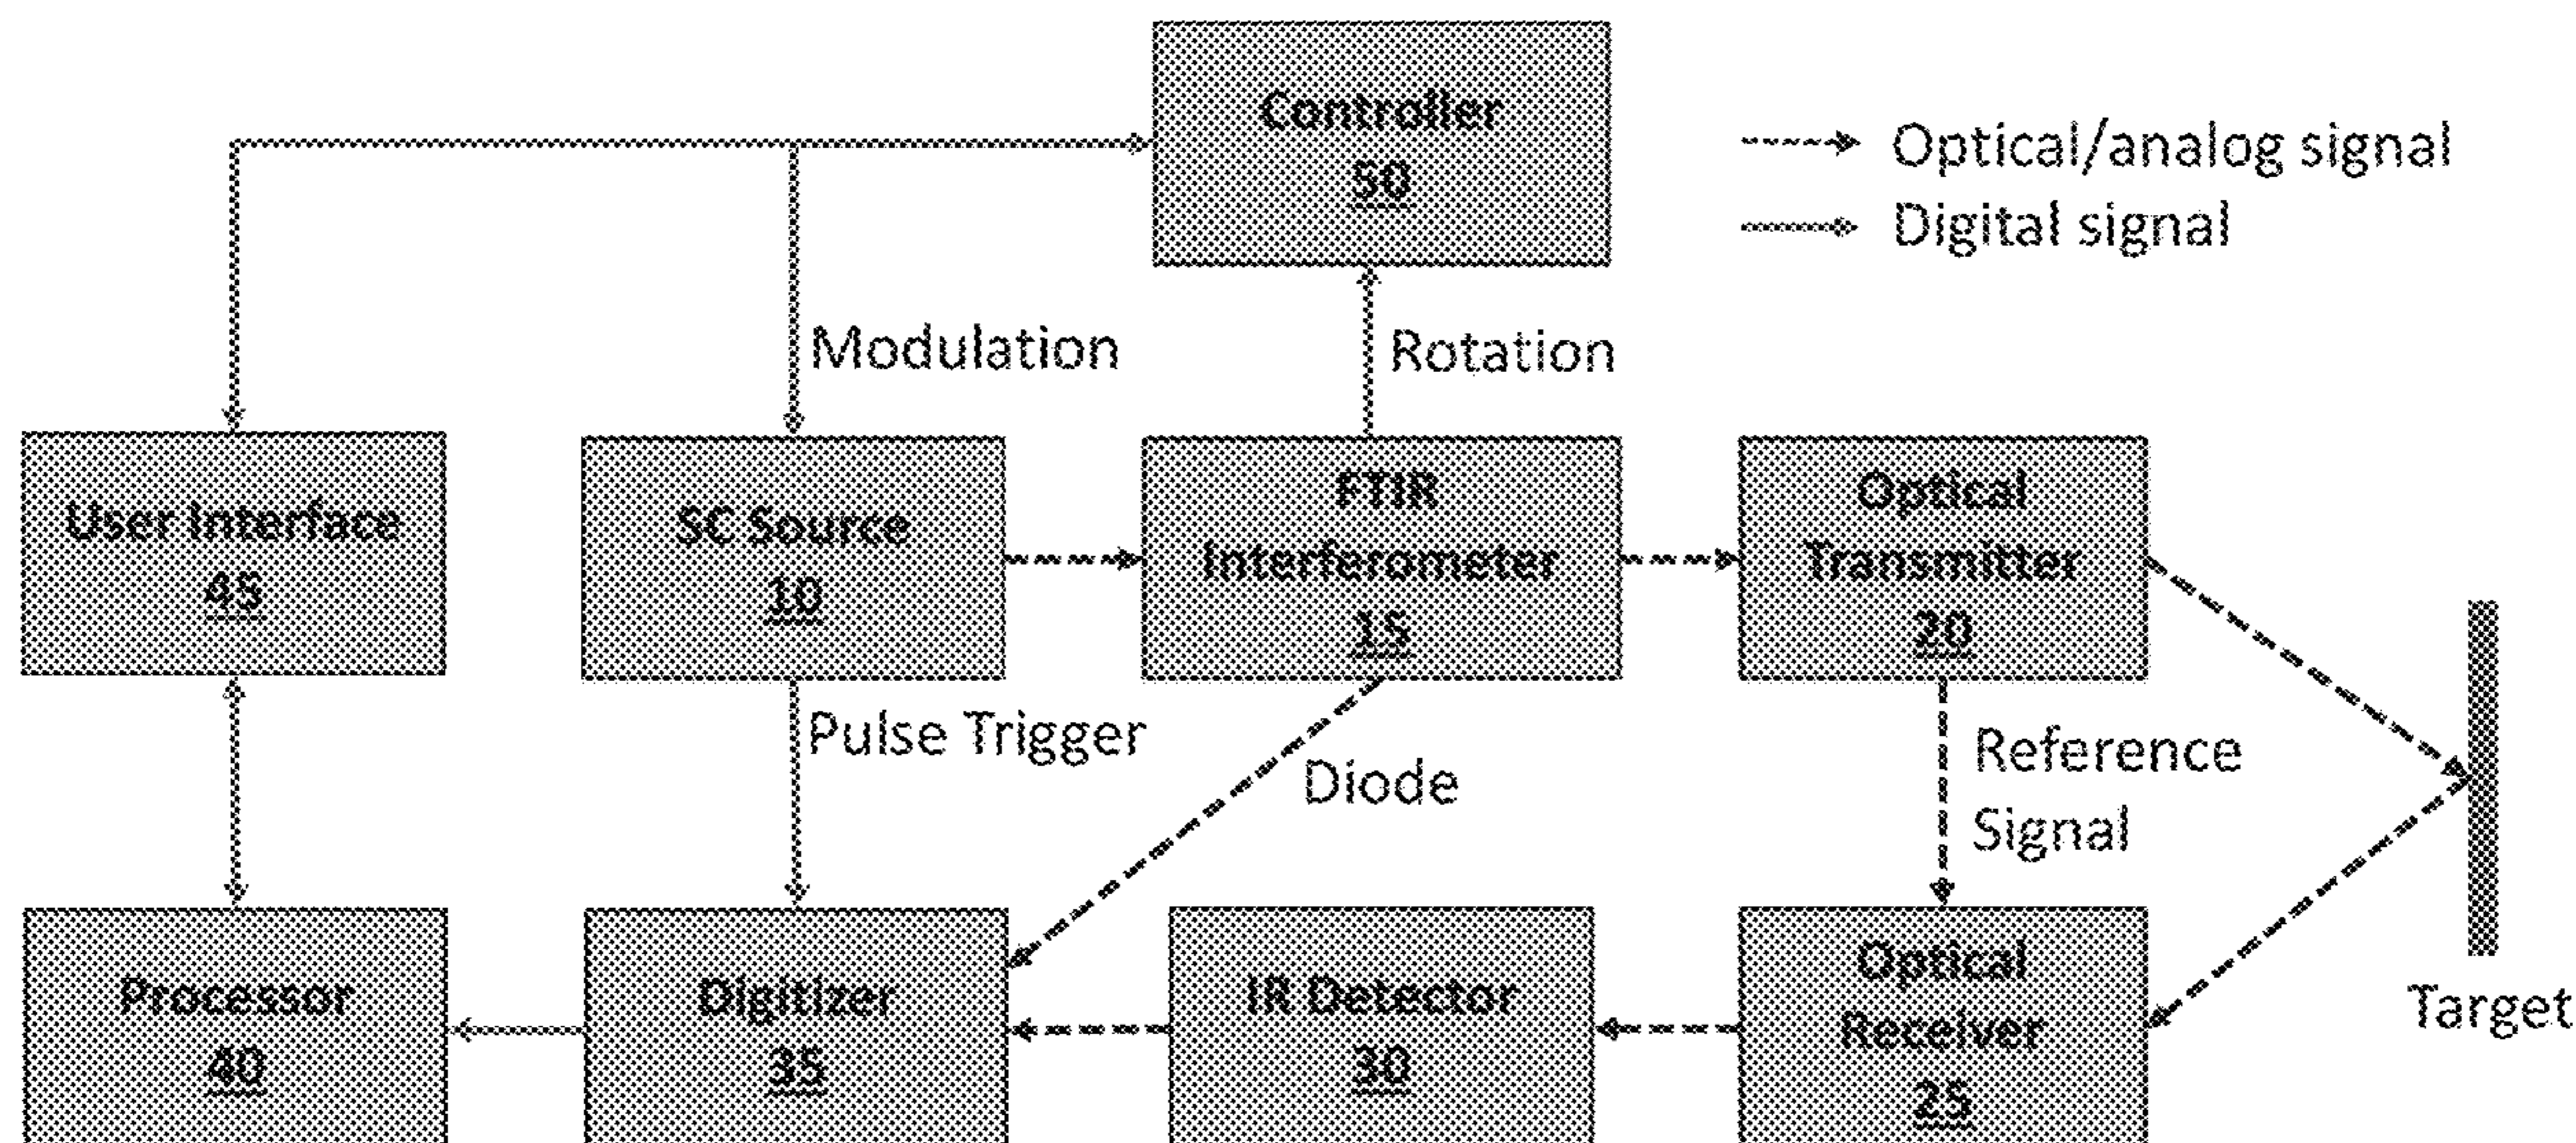 Controller
50
Optical/analog signal
Digital signal
Modulation
Rotation
User Interface
45
SC Source
10
FTIR
Interferometer
15
Optical
Transmitter
20
Pulse Trigger
Diode
Reference
Signal
Target
Processor
40
Digitizer
35
IR Detector
30
Optical
Receiver
25